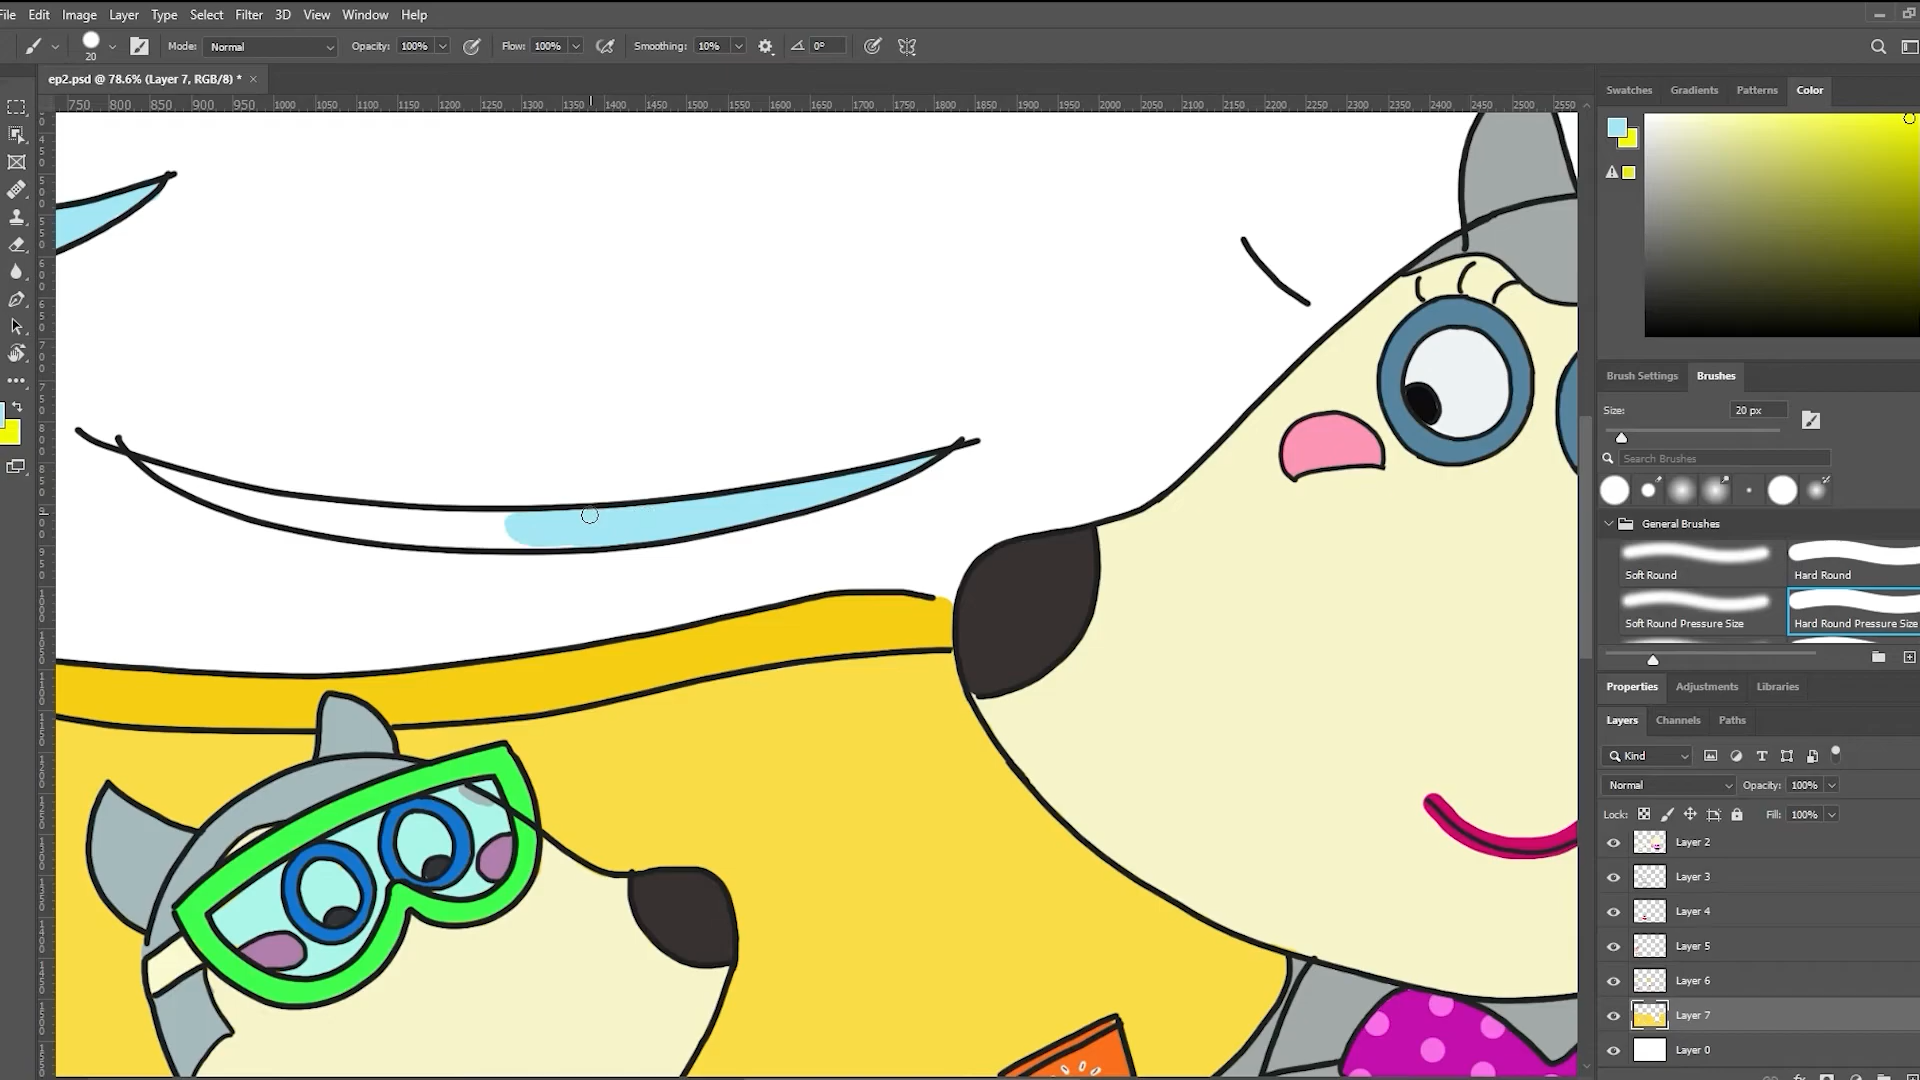 File Edit Image Layer Type Select Filter 3D View Window Help
20 Mode: Normal Opacity: 100% Flow: 100% Smoothing: 10% 0°
ep2.psd @ 78.6% (Layer 7, RGB/8) * ×
750 800 850 900 950 1000 1050 1100 1150 1200 1250 1300 1350 1400 1450 1500 1550 1600 1650 1700 1750 1800 1850 1900 1950 2000 2050 2100 2150 2200 2250 2300 2350 2400 2450 2500 2550
Swatches Gradients Patterns Color
Brush Settings Brushes
Size: 20 px
Search Brushes
General Brushes
Soft Round Hard Round
Soft Round Pressure Size Hard Round Pressure Size
Properties Adjustments Libraries
Layers Channels Paths
Kind
Normal Opacity: 100%
Lock: Fill: 100%
Layer 2
Layer 3
Layer 4
Layer 5
Layer 6
Layer 7
Layer 0